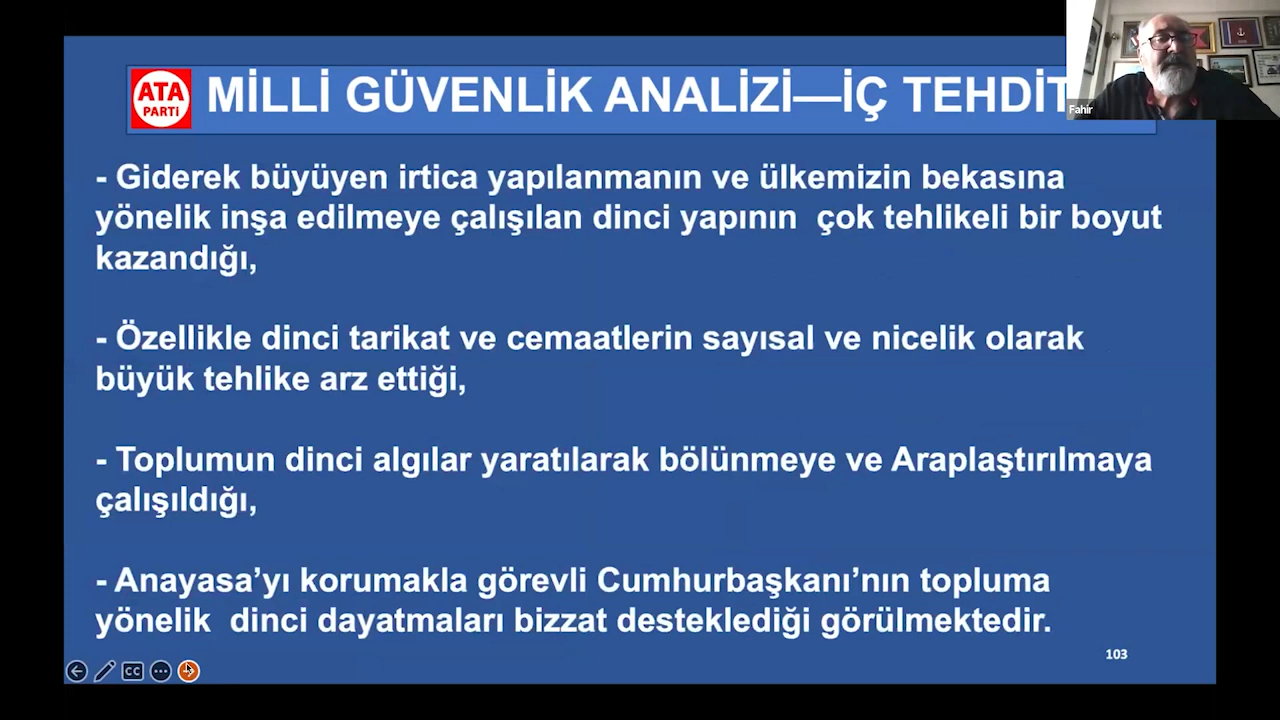 ATA
PARTİ
MİLLİ GÜVENLİK ANALİZİ—İÇ TEHDİT
Fahir
- Giderek büyüyen irtica yapılanmanın ve ülkemizin bekasına
yönelik inşa edilmeye çalışılan dinci yapının  çok tehlikeli bir boyut
kazandığı,
- Özellikle dinci tarikat ve cemaatlerin sayısal ve nicelik olarak
büyük tehlike arz ettiği,
- Toplumun dinci algılar yaratılarak bölünmeye ve Araplaştırılmaya
çalışıldığı,
- Anayasa’yı korumakla görevli Cumhurbaşkanı’nın topluma
yönelik  dinci dayatmaları bizzat desteklediği görülmektedir.
103
CC